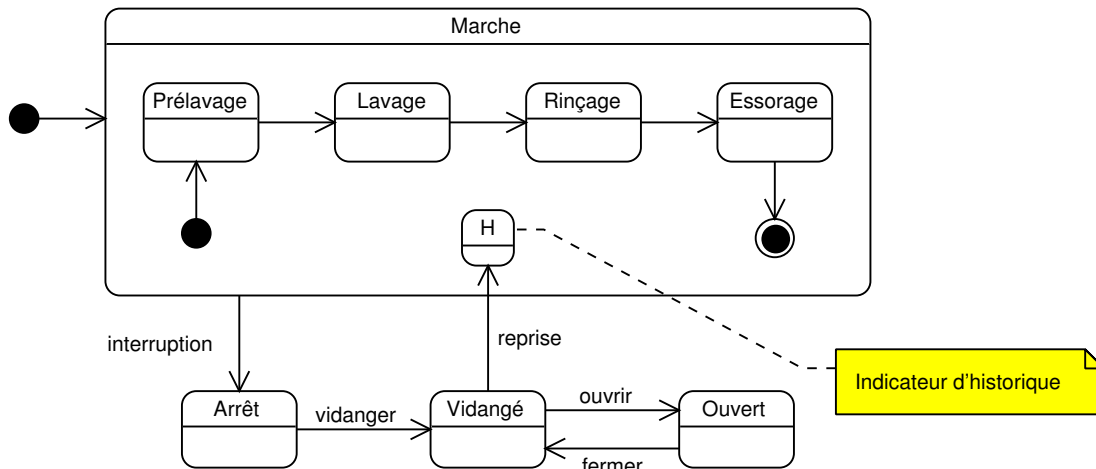 Marche
Prélavage
Lavage
Rinçage
Essorage
H
interruption
reprise
Indicateur d'historique
Arrêt
vidanger
Vidangé
ouvrir
Ouvert
fermer